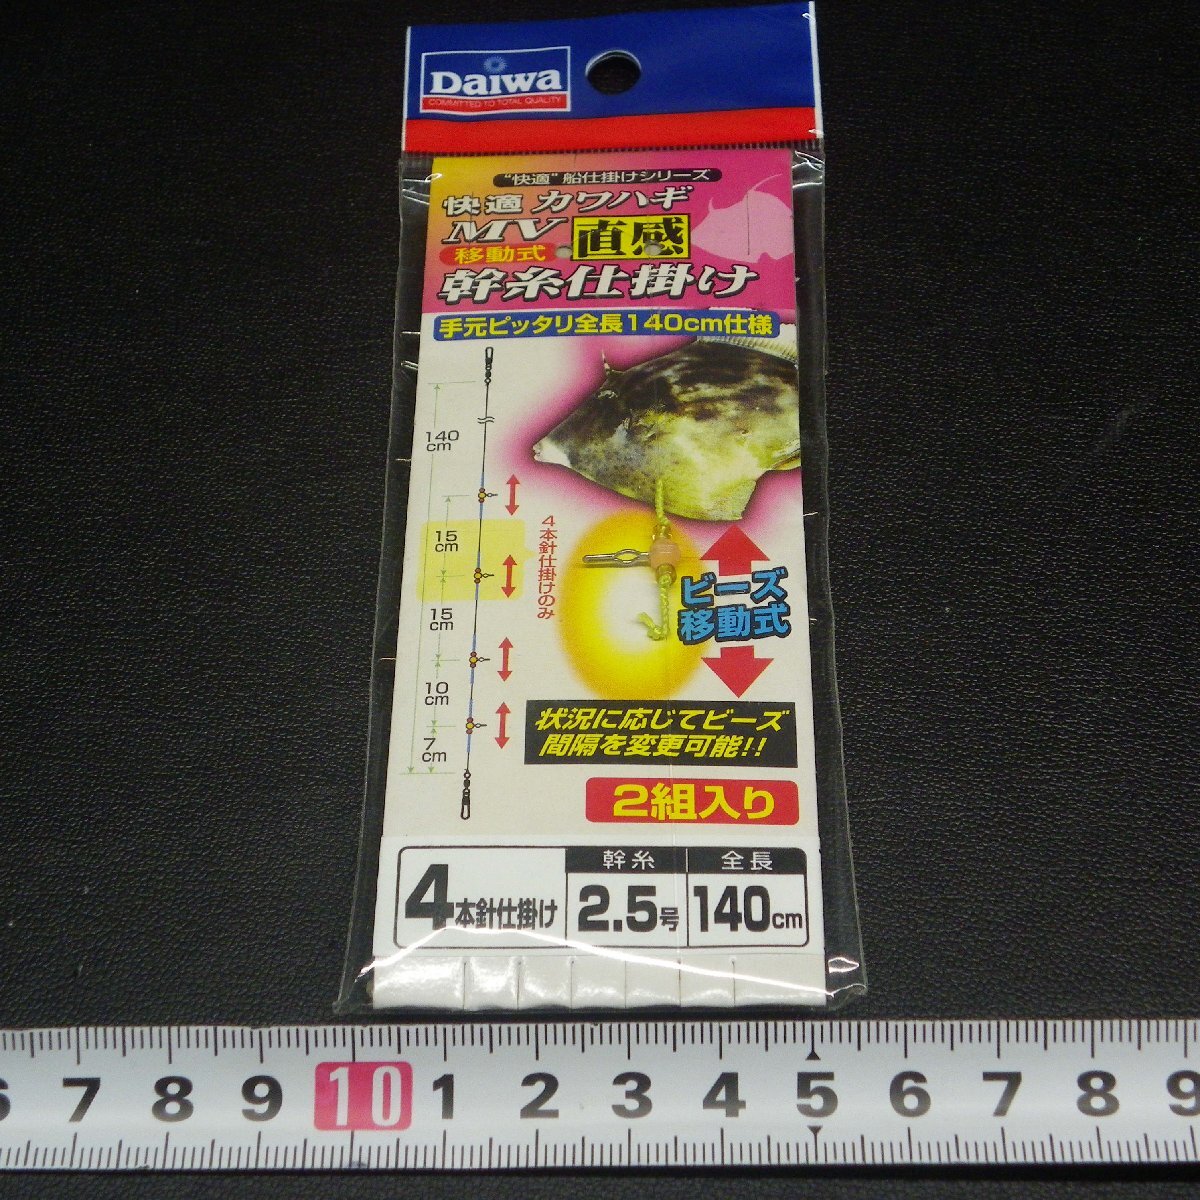 Daiwa
COMMITTED TO TOTAL QUALITY
"快適"船仕掛けシリーズ
快適 カワハギ
MV 直感
移動式
幹糸仕掛け
手元ピッタリ全長140cm仕様
140
cm
15
cm
15
cm
10
cm
7
cm
4本針仕掛けのみ
ビーズ
移動式
状況に応じてビーズ
間隔を変更可能!!
2組入り
4本針仕掛け
幹糸
2.5号
全長
140cm
6 7 8 9 10 1 2 3 4 5 6 7 8 9